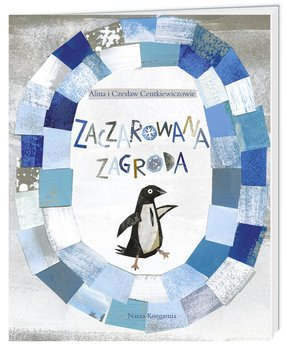 Alina i Czesław Centkiewiczowie
ZACZAROWANA
ZAGRODA
Nasza Księgarnia